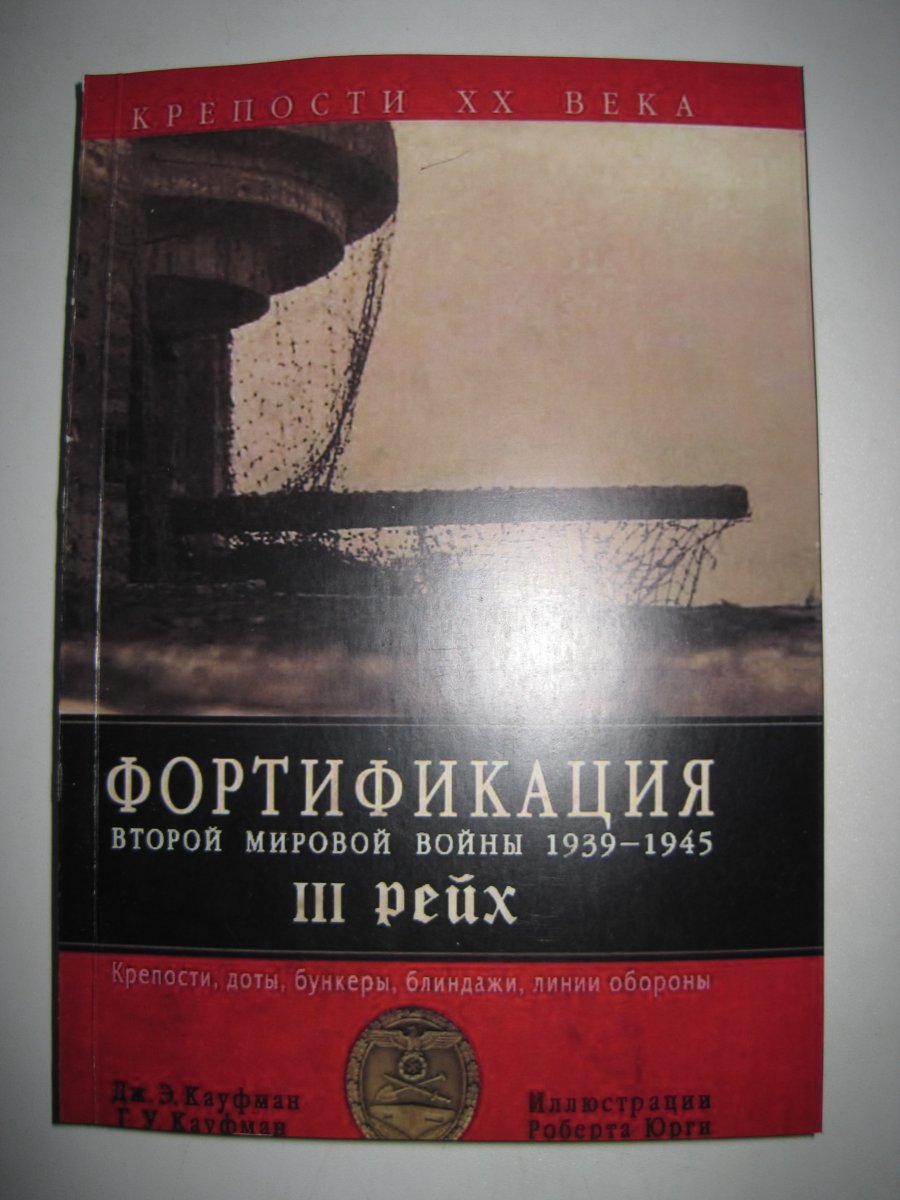 КРЕПОСТИ XX ВЕКА
ФОРТИФИКАЦИЯ
ВТОРОЙ МИРОВОЙ ВОЙНЫ 1939–1945
III Рейх
Крепости, доты, бункеры, блиндажи, линии обороны
Дж. Э. Кауфман
Г. У. Кауфман
Иллюстрации
Роберта Юрги